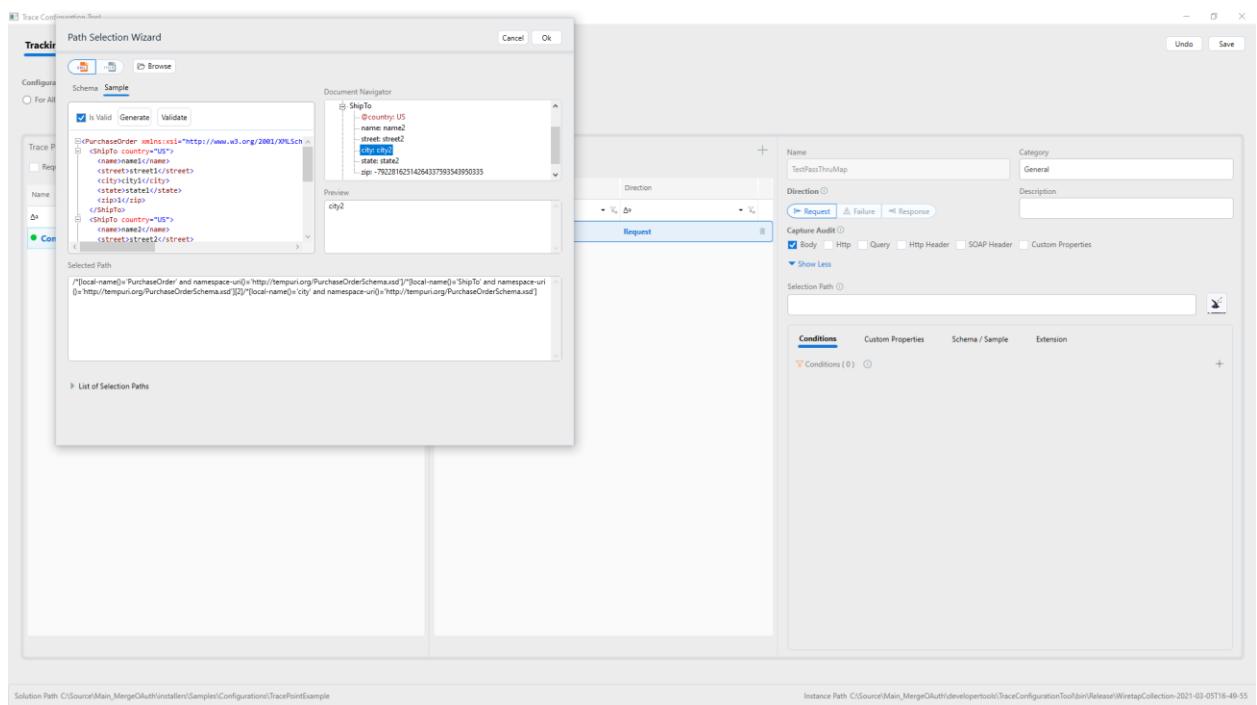 Trace Configuration Tool
Path Selection Wizard
Cancel Ok
Undo Save
Browse
Schema Sample
Document Navigator
Is Valid Generate Validate
<PurchaseOrder xmlns:xsi="http://www.w3.org/2001/XMLSch
<ShipTo country="US">
<name>name1</name>
<street>street1</street>
<city>city1</city>
<state>state1</state>
<zip>1</zip>
</ShipTo>
<ShipTo country="US">
<name>name2</name>
<street>street2</street>
ShipTo
@country: US
name: name2
street: street2
city: city2
state: state2
zip: -79228162514264337593543950335
Preview
city2
Selected Path
/*[local-name()='PurchaseOrder' and namespace-uri()='http://tempuri.org/PurchaseOrderSchema.xsd']/*[local-name()='ShipTo' and namespace-uri
()='http://tempuri.org/PurchaseOrderSchema.xsd'][2]/*[local-name()='city' and namespace-uri()='http://tempuri.org/PurchaseOrderSchema.xsd']
List of Selection Paths
Trackin
Configura
For All
Trace P
Req
Name
Con
Direction
Request
Name Category
TestPassThruMap General
Direction Description
Request Failure Response
Capture Audit
Body Http Query Http Header SOAP Header Custom Properties
Show Less
Selection Path
Conditions Custom Properties Schema / Sample Extension
Conditions ( 0 )
Solution Path C:\Source\Main_MergeOAuth\installers\Samples\Configurations\TracePointExample
Instance Path C:\Source\Main_MergeOAuth\developertools\TraceConfigurationTool\bin\Release\WiretapCollection-2021-03-05T16-49-55